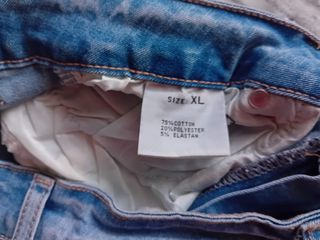 SIZE XL
75% COTTON
20% POLYESTER
5% ELASTAN